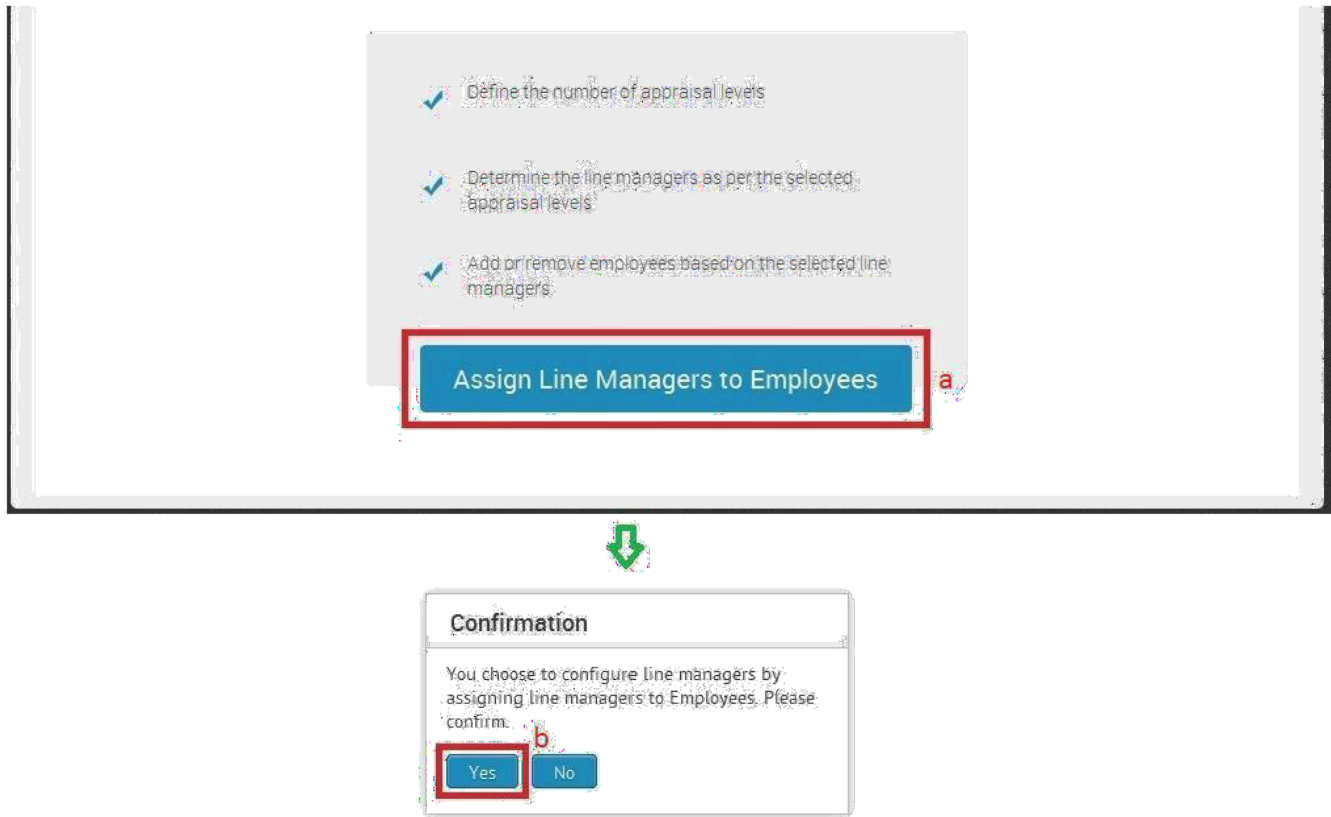 Define the number of appraisal levels
Determine the line managers as per the selected
appraisal levels
Add or remove employees based on the selected line
managers
Assign Line Managers to Employees
a
Confirmation
You choose to configure line managers by
assigning line managers to Employees. Please
confirm.
b
Yes No